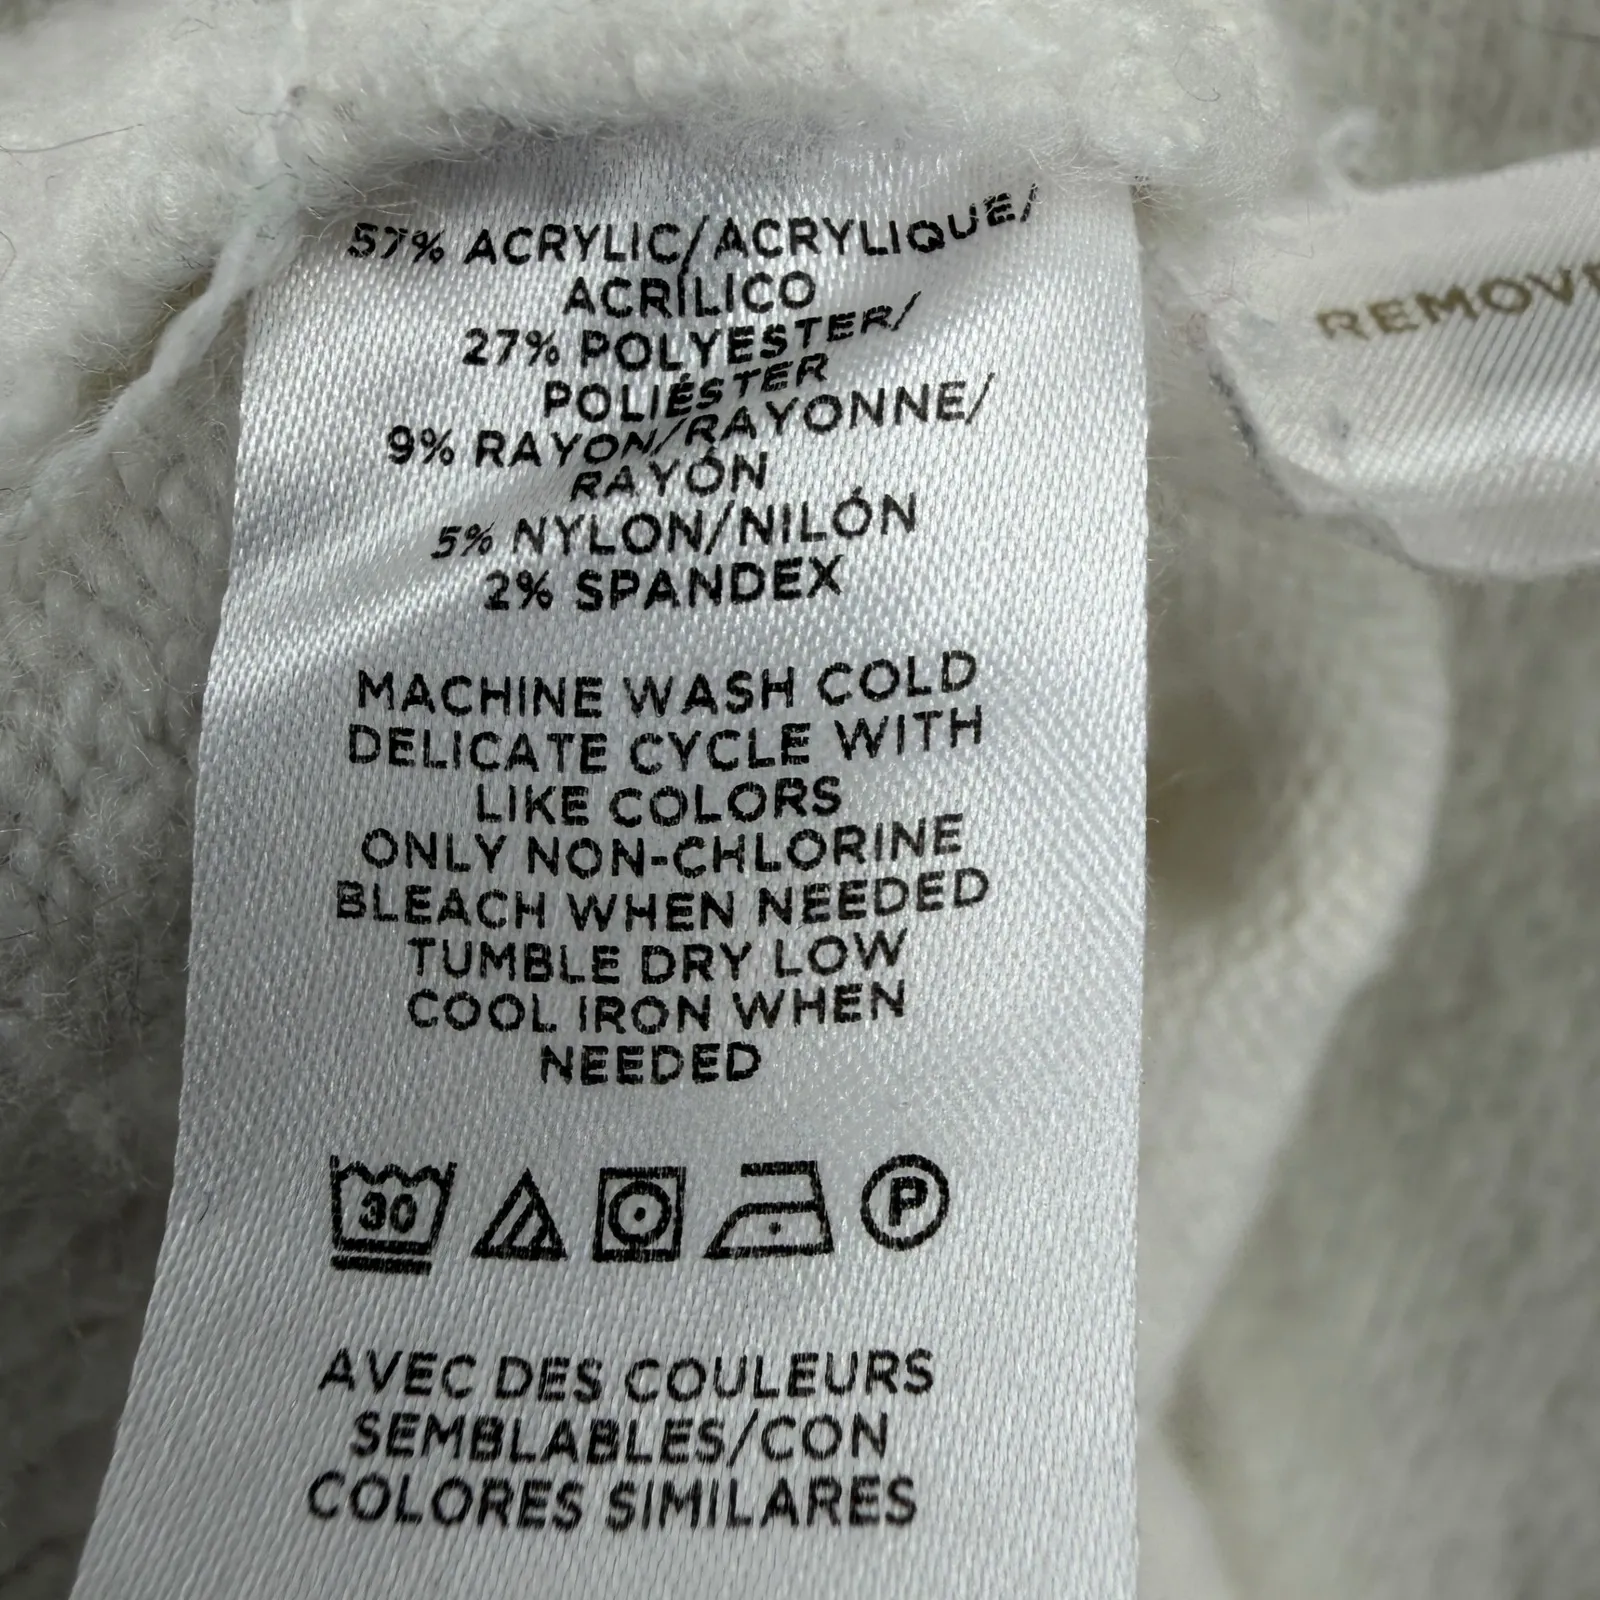 57% ACRYLIC/ACRYLIQUE/
ACRÍLICO
27% POLYESTER/
POLIÉSTER
9% RAYON/RAYONNE/
RAYÓN
5% NYLON/NILÓN
2% SPANDEX
MACHINE WASH COLD
DELICATE CYCLE WITH
LIKE COLORS
ONLY NON-CHLORINE
BLEACH WHEN NEEDED
TUMBLE DRY LOW
COOL IRON WHEN
NEEDED
30 P
AVEC DES COULEURS
SEMBLABLES/CON
COLORES SIMILARES
REMOVE